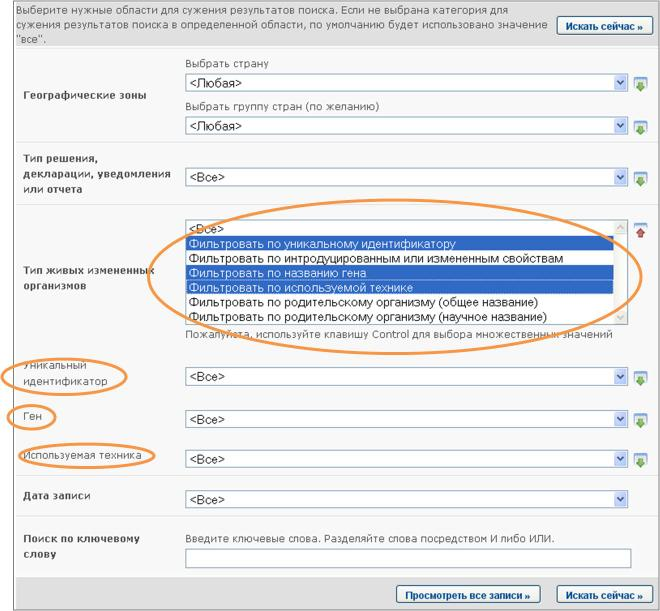 Выберите нужные области для сужения результатов поиска. Если не выбрана категория для
сужения результатов поиска в определенной области, по умолчанию будет использовано значение
"все".
Искать сейчас »
Географические зоны
Выбрать страну
<Любая>
Выбрать группу стран (по желанию)
<Любая>
Тип решения,
декларации, уведомления
или отчета
<Все>
Тип живых измененных
организмов
<Все>
Фильтровать по уникальному идентификатору
Фильтровать по интродуцированным или измененным свойствам
Фильтровать по названию гена
Фильтровать по используемой технике
Фильтровать по родительскому организму (общее название)
Фильтровать по родительскому организму (научное название)
Пожалуйста, используйте клавишу Control для выбора множественных значений
Уникальный
идентификатор
<Все>
Ген
<Все>
Используемая техника
<Все>
Дата записи
<Все>
Поиск по ключевому
слову
Введите ключевые слова. Разделяйте слова посредством И либо ИЛИ.
Просмотреть все записи »
Искать сейчас »